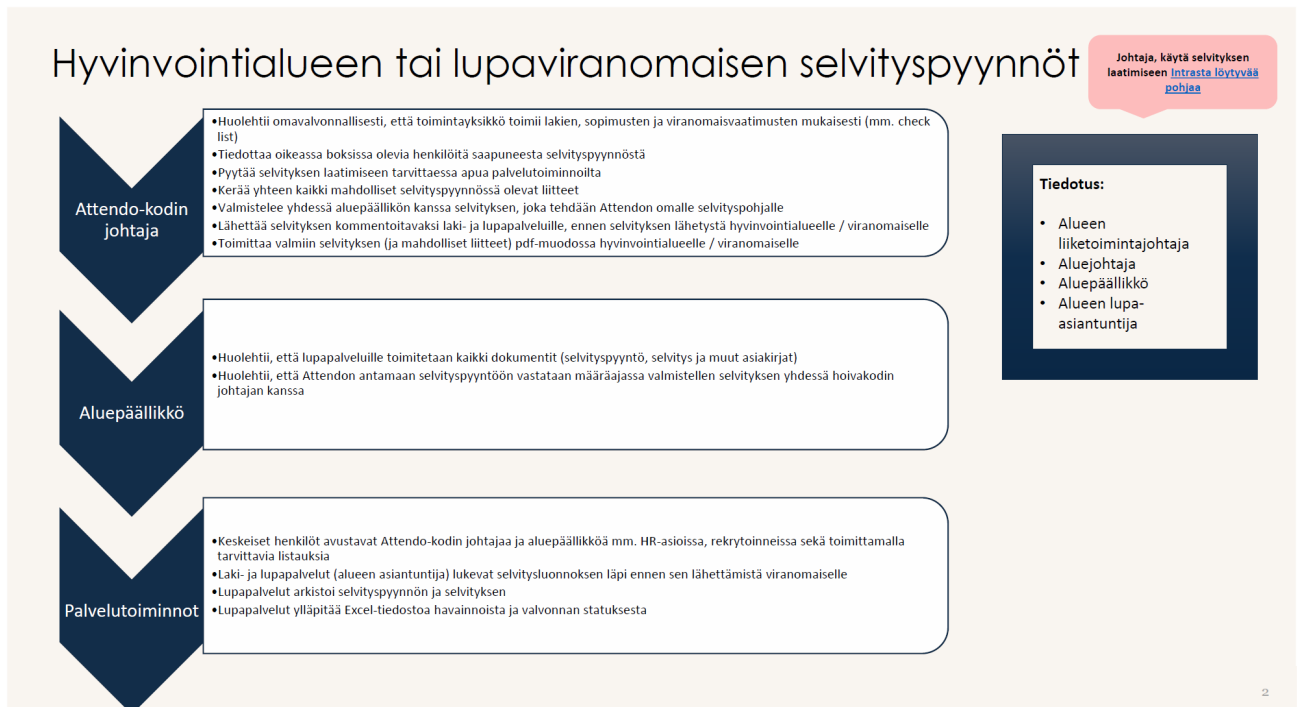 Hyvinvointialueen tai lupaviranomaisen selvityspyynnöt
Johtaja, käytä selvityksen
laatimiseen Intrasta löytyvää
pohjaa
Attendo-kodin
johtaja
•Huolehtii omavalvonnallisesti, että toimintayksikkö toimii lakien, sopimusten ja viranomaisvaatimusten mukaisesti (mm. check
list)
•Tiedottaa oikeassa boksissa olevia henkilöitä saapuneesta selvityspyynnöstä
•Pyytää selvityksen laatimiseen tarvittaessa apua palvelutoiminnoilta
•Kerää yhteen kaikki mahdolliset selvityspyynnössä olevat liitteet
•Valmistelee yhdessä aluepäällikön kanssa selvityksen, joka tehdään Attendon omalle selvityspohjalle
•Lähettää selvityksen kommentoitavaksi laki- ja lupapalveluille, ennen selvityksen lähetystä hyvinvointialueelle / viranomaiselle
•Toimittaa valmiin selvityksen (ja mahdolliset liitteet) pdf-muodossa hyvinvointialueelle / viranomaiselle
Tiedotus:
• Alueen
liiketoimintajohtaja
• Aluejohtaja
• Aluepäällikkö
• Alueen lupa-
asiantuntija
Aluepäällikkö
•Huolehtii, että lupapalveluille toimitetaan kaikki dokumentit (selvityspyyntö, selvitys ja muut asiakirjat)
•Huolehtii, että Attendon antamaan selvityspyyntöön vastataan määräajassa valmistellen selvityksen yhdessä hoivakodin
johtajan kanssa
Palvelutoiminnot
•Keskeiset henkilöt avustavat Attendo-kodin johtajaa ja aluepäällikköä mm. HR-asioissa, rekrytoinneissa sekä toimittamalla
tarvittavia listauksia
•Laki- ja lupapalvelut (alueen asiantuntija) lukevat selvitysluonnoksen läpi ennen sen lähettämistä viranomaiselle
•Lupapalvelut arkistoi selvityspyynnön ja selvityksen
•Lupapalvelut ylläpitää Excel-tiedostoa havainnoista ja valvonnan statuksesta
2